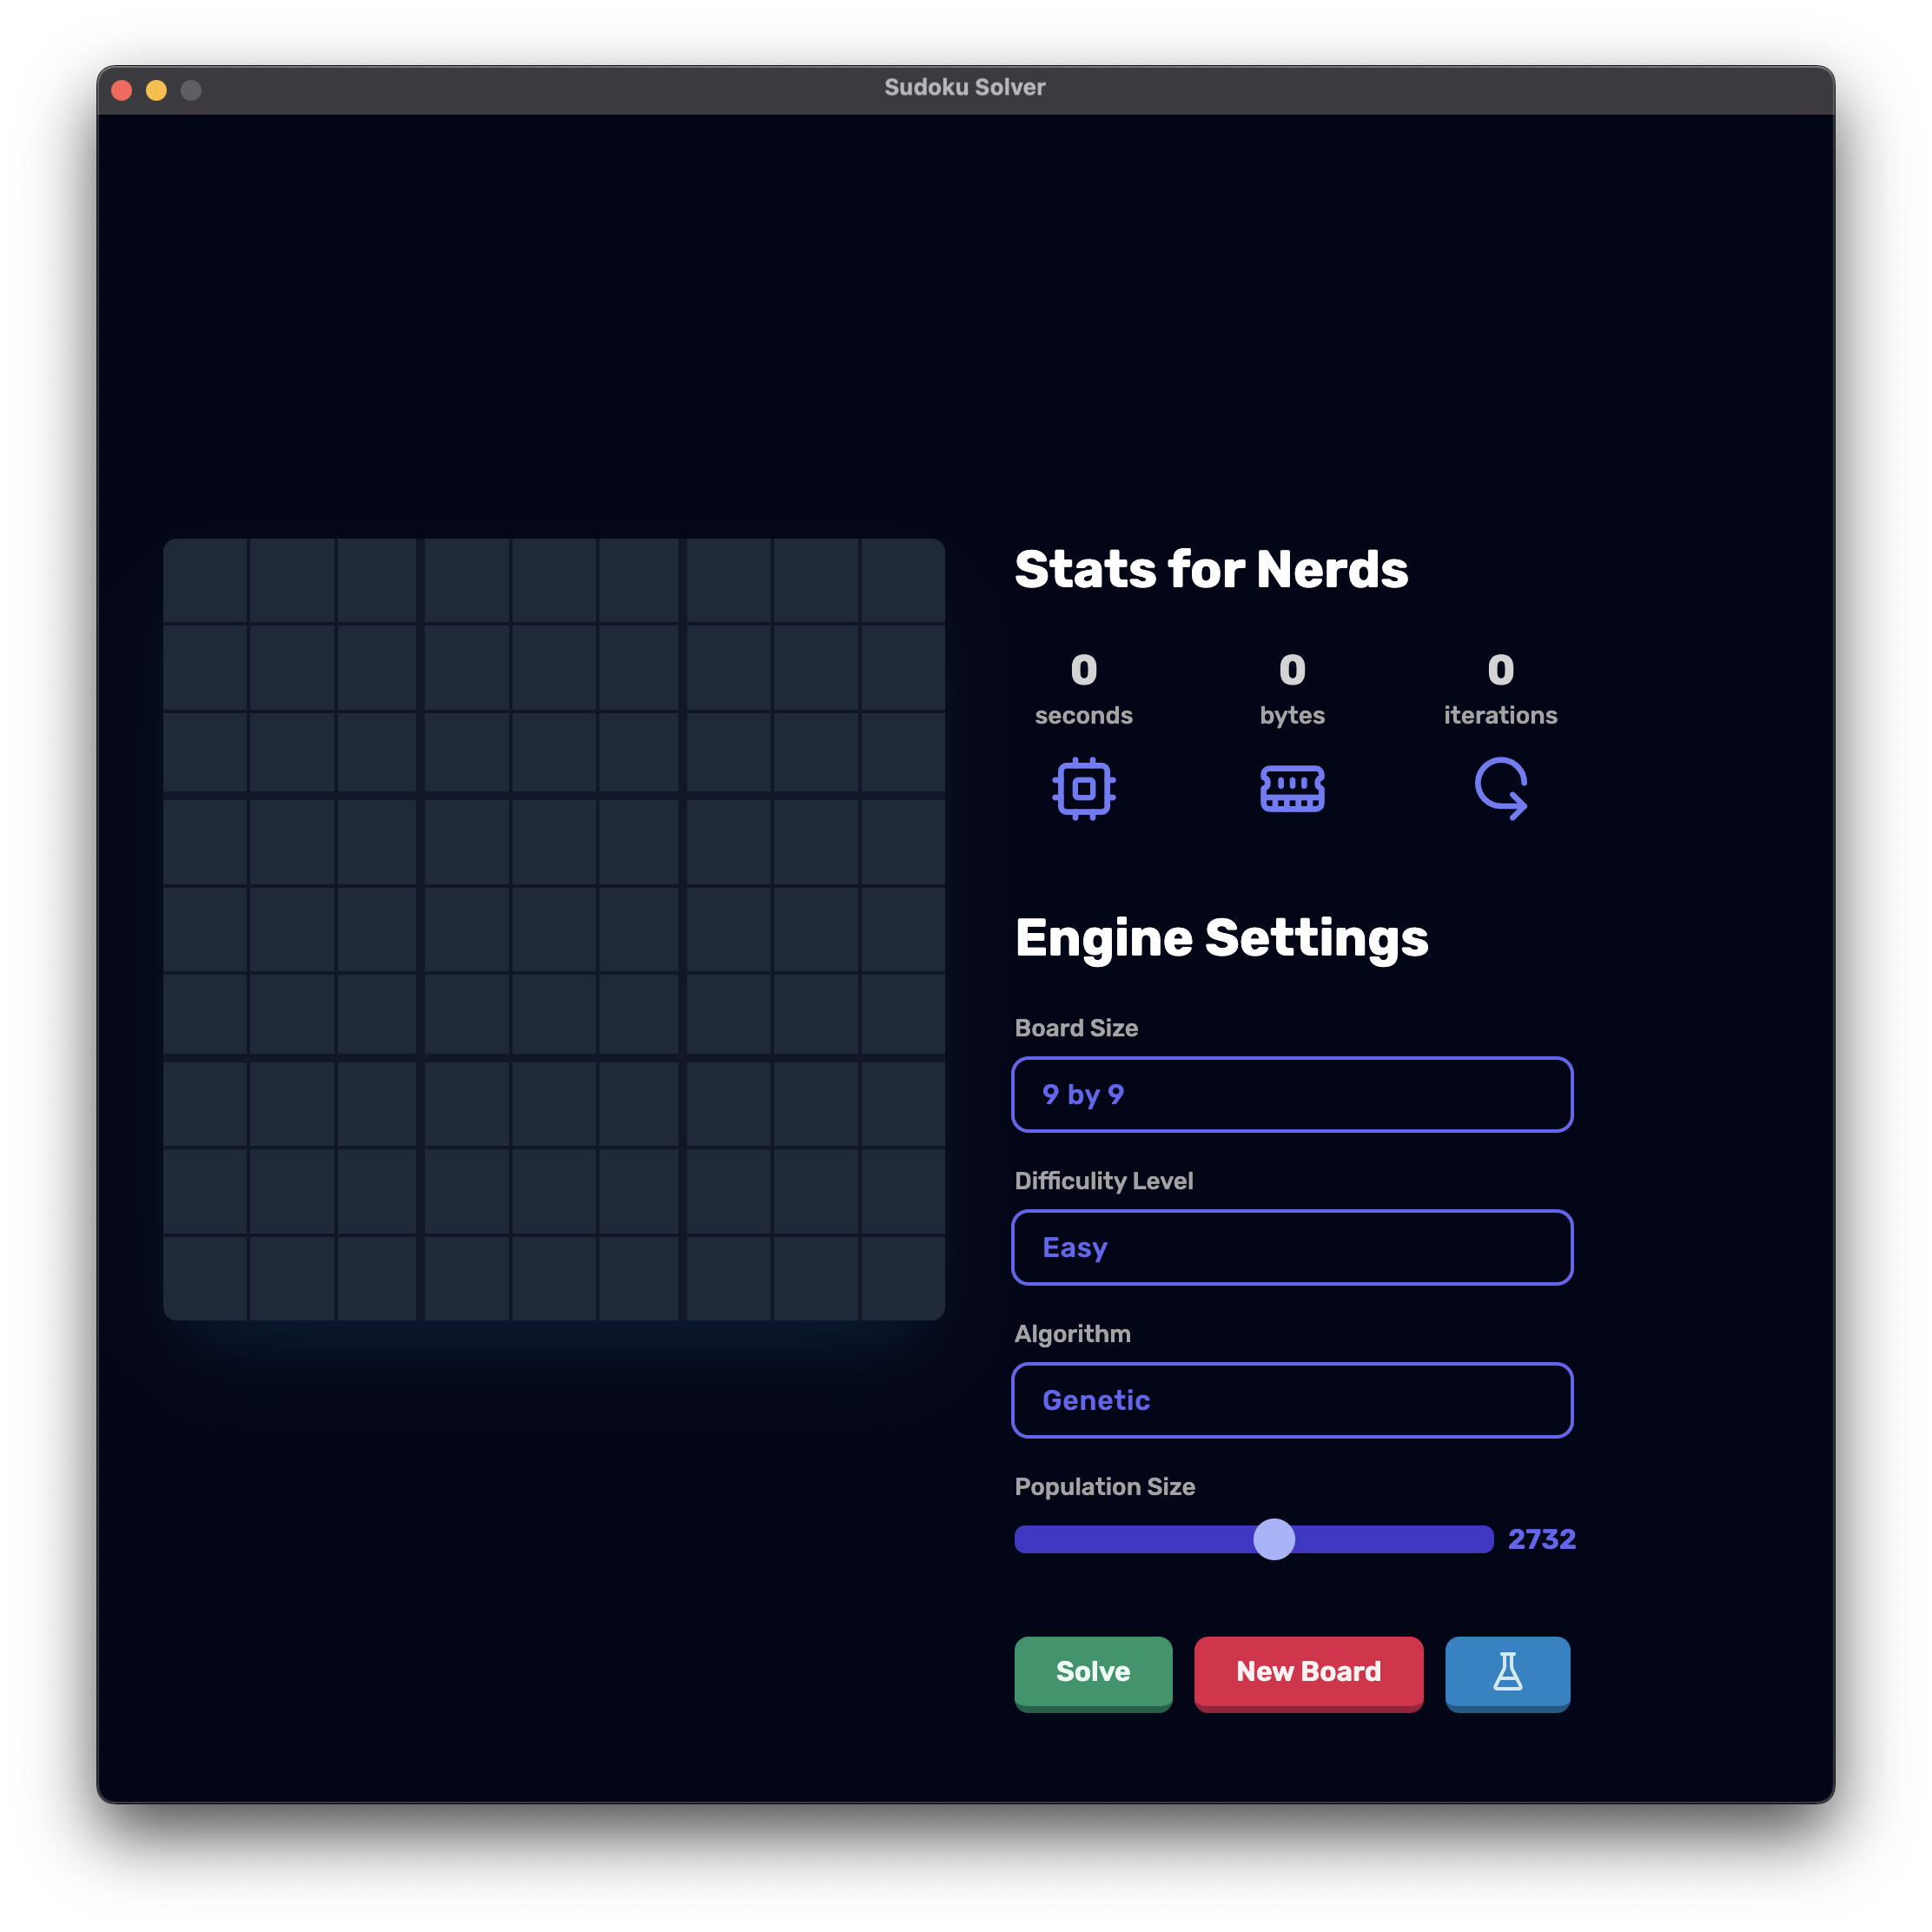 Sudoku Solver
Stats for Nerds
0 0 0
seconds bytes iterations
Engine Settings
Board Size
9 by 9
Difficulity Level
Easy
Algorithm
Genetic
Population Size
2732
Solve New Board